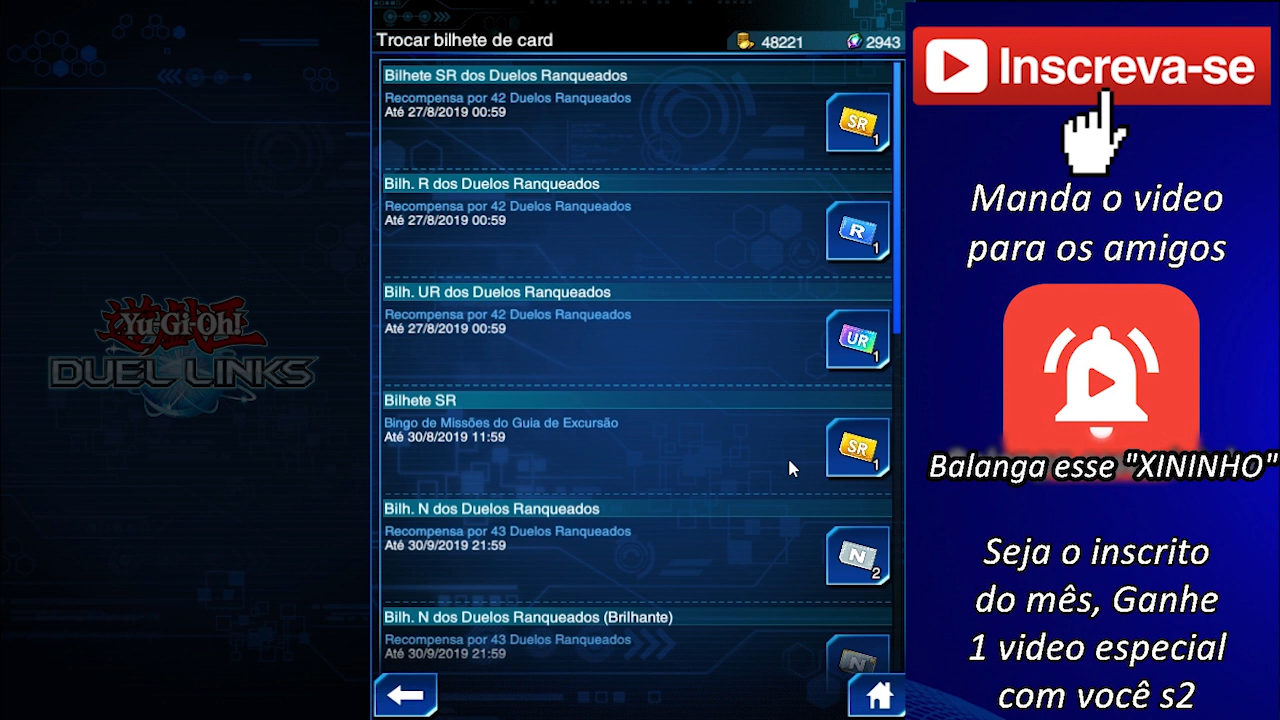 Trocar bilhete de card
48221
2943
Bilhete SR dos Duelos Ranqueados
Recompensa por 42 Duelos Ranqueados
Até 27/8/2019 00:59
SR
1
Bilh. R dos Duelos Ranqueados
Recompensa por 42 Duelos Ranqueados
Até 27/8/2019 00:59
R
1
Bilh. UR dos Duelos Ranqueados
Recompensa por 42 Duelos Ranqueados
Até 27/8/2019 00:59
UR
1
Bilhete SR
Bingo de Missões do Guia de Excursão
Até 30/8/2019 11:59
SR
1
Bilh. N dos Duelos Ranqueados
Recompensa por 43 Duelos Ranqueados
Até 30/9/2019 21:59
N
2
Bilh. N dos Duelos Ranqueados (Brilhante)
Recompensa por 43 Duelos Ranqueados
Até 30/9/2019 21:59
N
Yu-Gi-Oh!
DUEL LINKS
Inscreva-se
Manda o video
para os amigos
Balanga esse "XININHO"
Seja o inscrito
do mês, Ganhe
1 video especial
com você s2